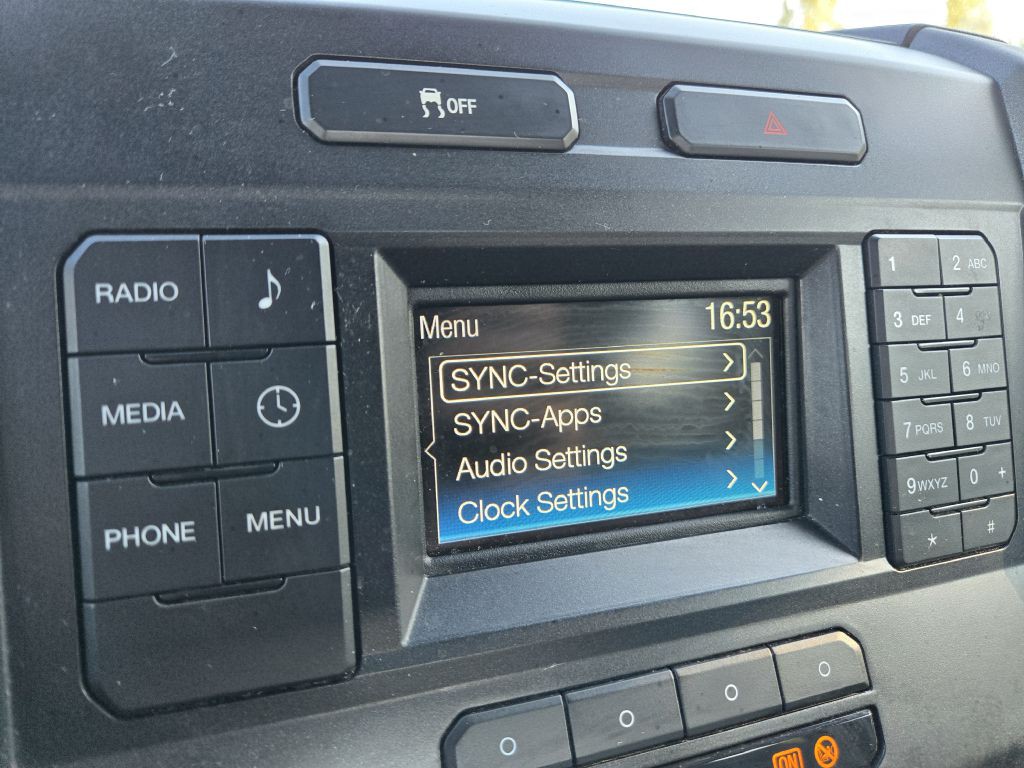 OFF
RADIO
MEDIA
PHONE MENU
Menu 16:53
SYNC-Settings
SYNC-Apps
Audio Settings
Clock Settings
1 2 ABC
3 DEF 4
5 JKL 6 MNO
7 PQRS 8 TUV
9 WXYZ 0 +
* #
ON